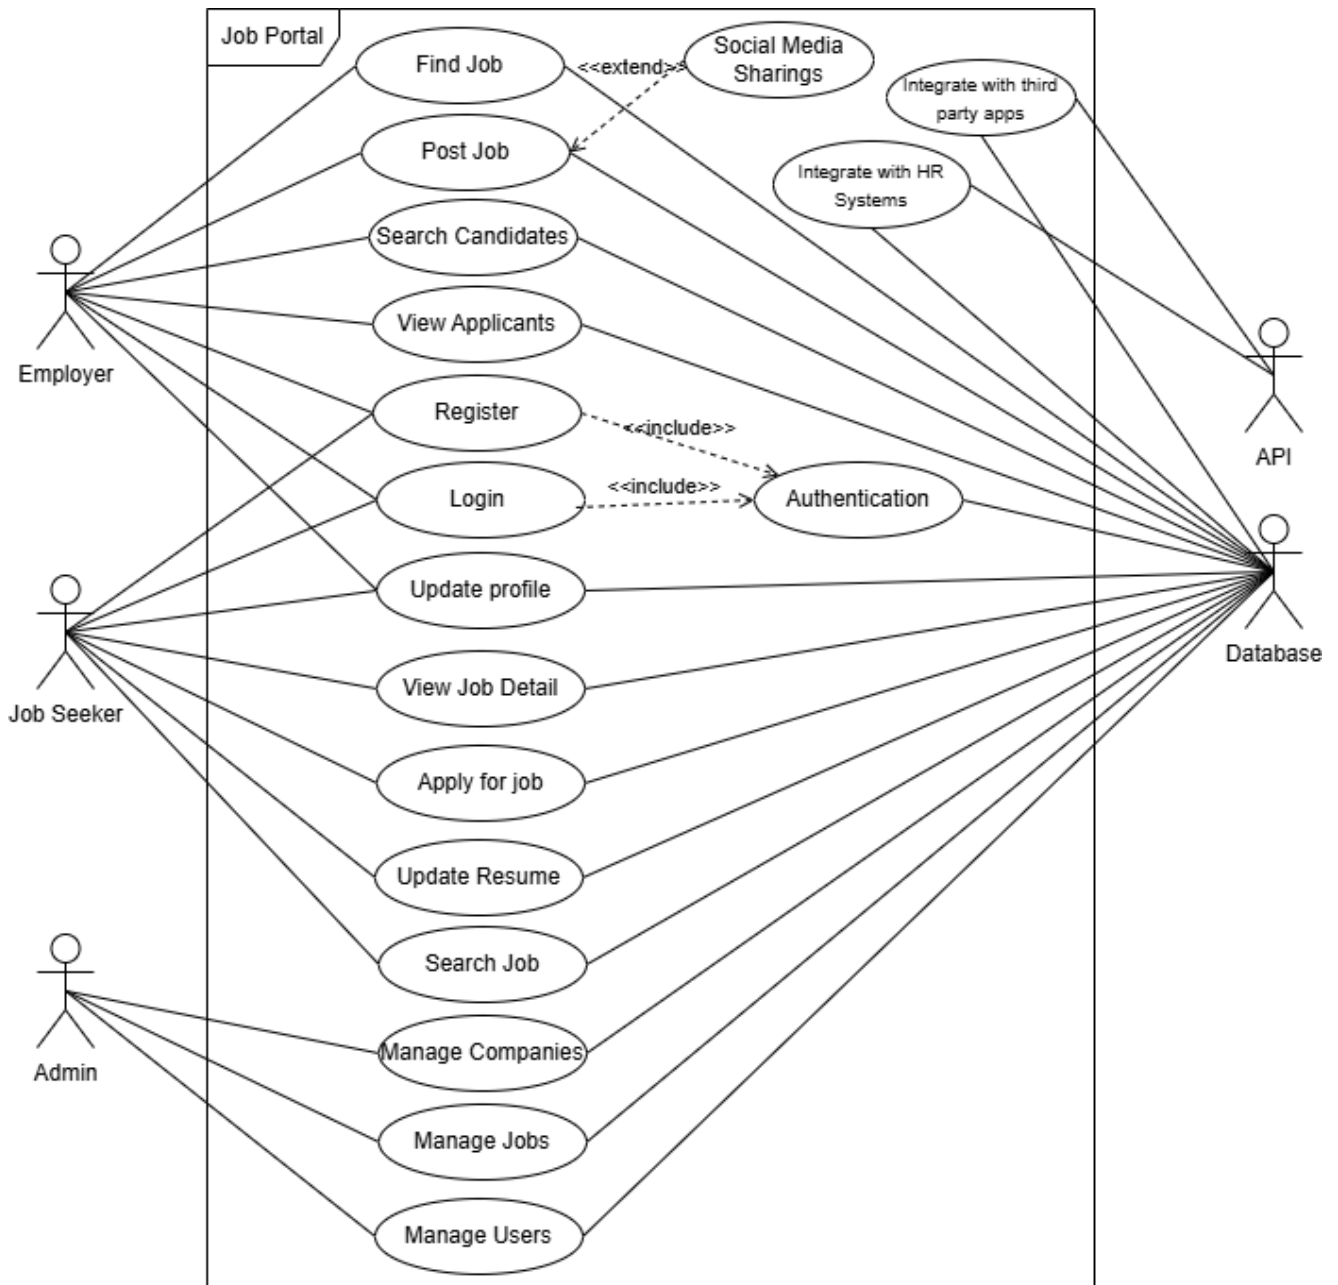 Job Portal
Find Job
<<extend>>
Social Media
Sharings
Integrate with third
party apps
Post Job
Integrate with HR
Systems
Search Candidates
View Applicants
Employer
Register
<<include>>
API
Login
<<include>>
Authentication
Update profile
Database
View Job Detail
Job Seeker
Apply for job
Update Resume
Search Job
Manage Companies
Admin
Manage Jobs
Manage Users